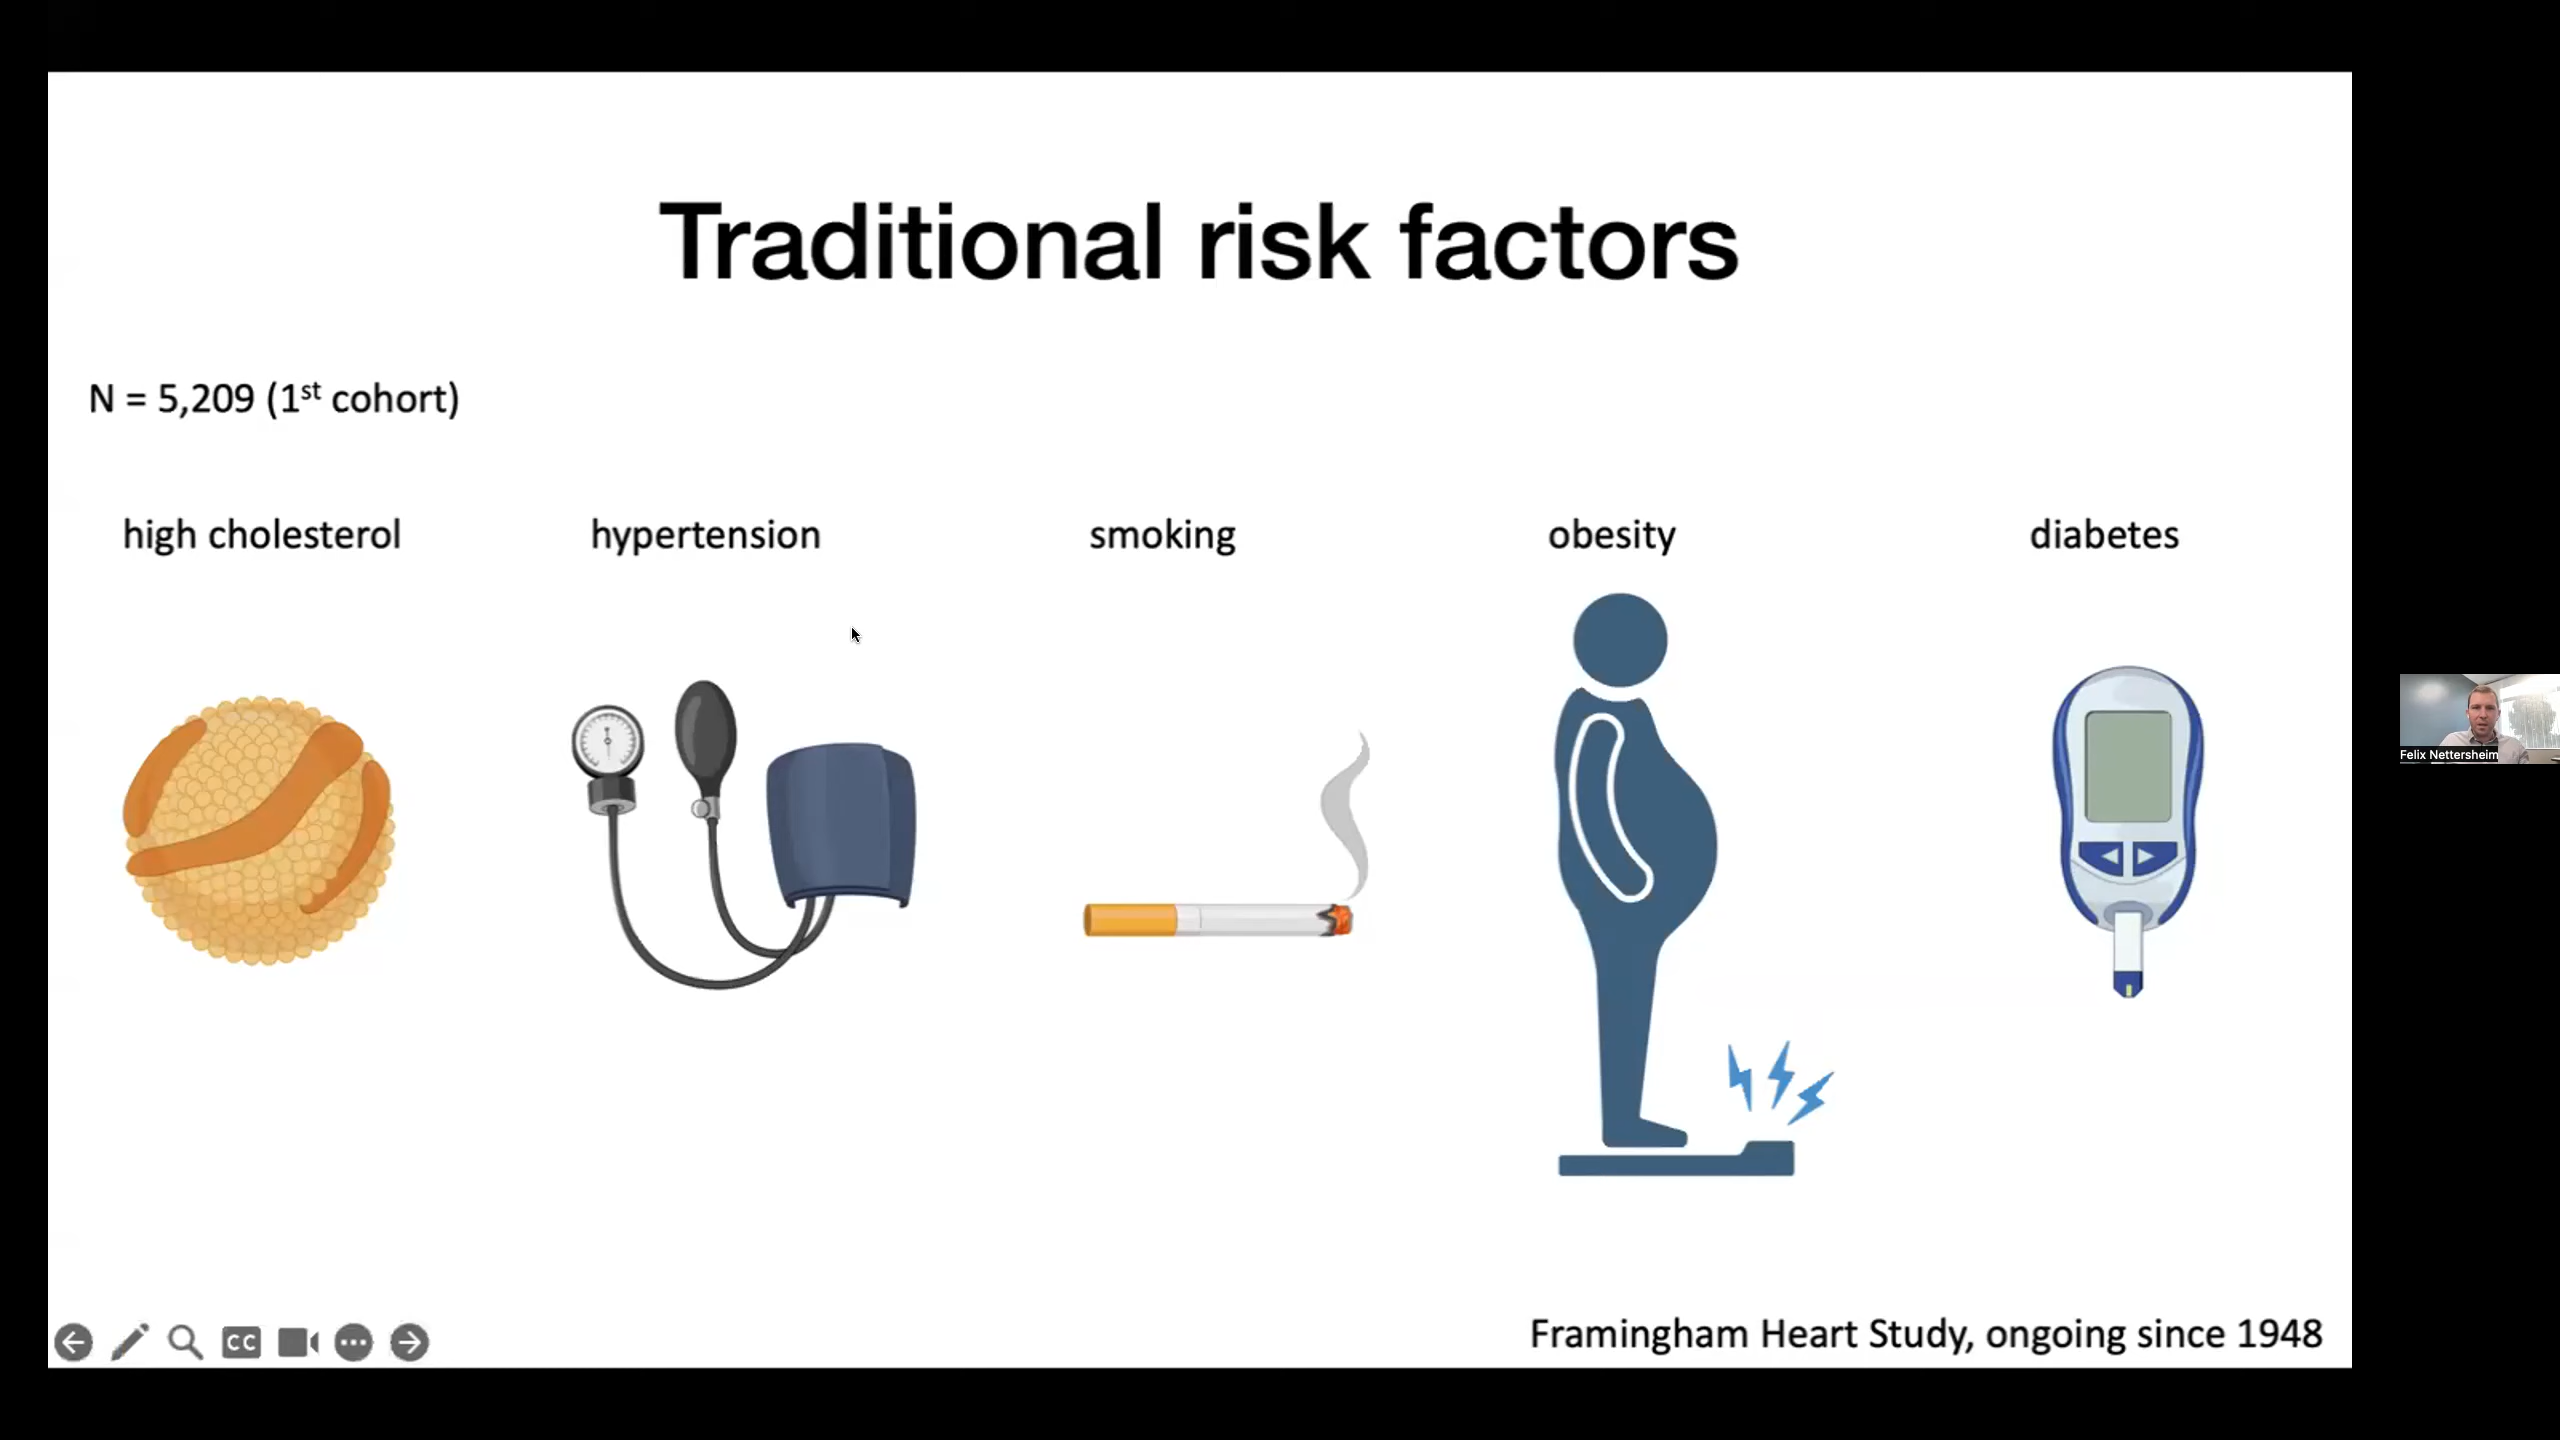 Traditional risk factors
N = 5,209 (1st cohort)
high cholesterol
hypertension
smoking
obesity
diabetes
Felix Nettersheim
CC
Framingham Heart Study, ongoing since 1948